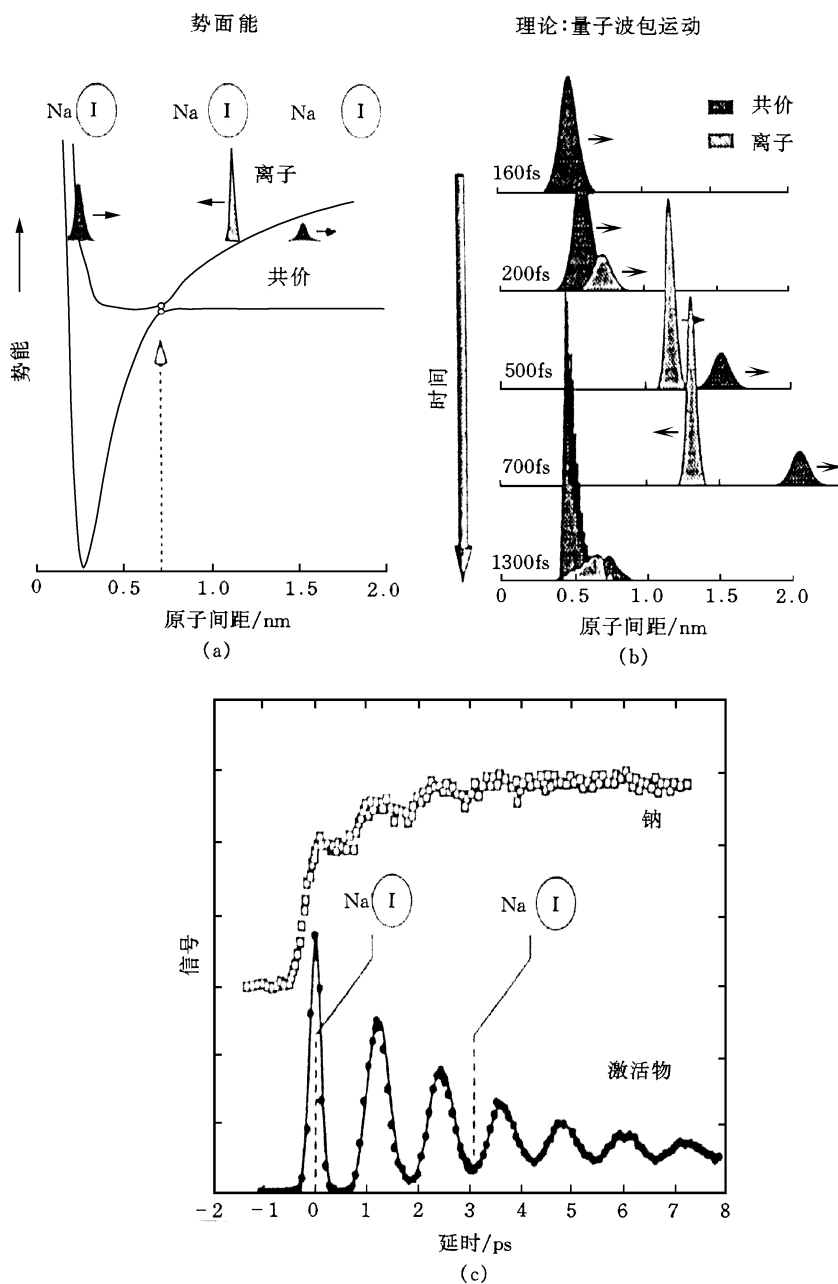 势面能
Na I Na I Na I
离子
共价
势能
0 0.5 1.0 1.5 2.0
原子间距/nm
(a)
理论:量子波包运动
共价
离子
160fs
200fs
500fs
700fs
1300fs
时间
0 0.5 1.0 1.5 2.0
原子间距/nm
(b)
钠
Na I Na I
信号
激活物
-2 -1 0 1 2 3 4 5 6 7 8
延时/ps
(c)